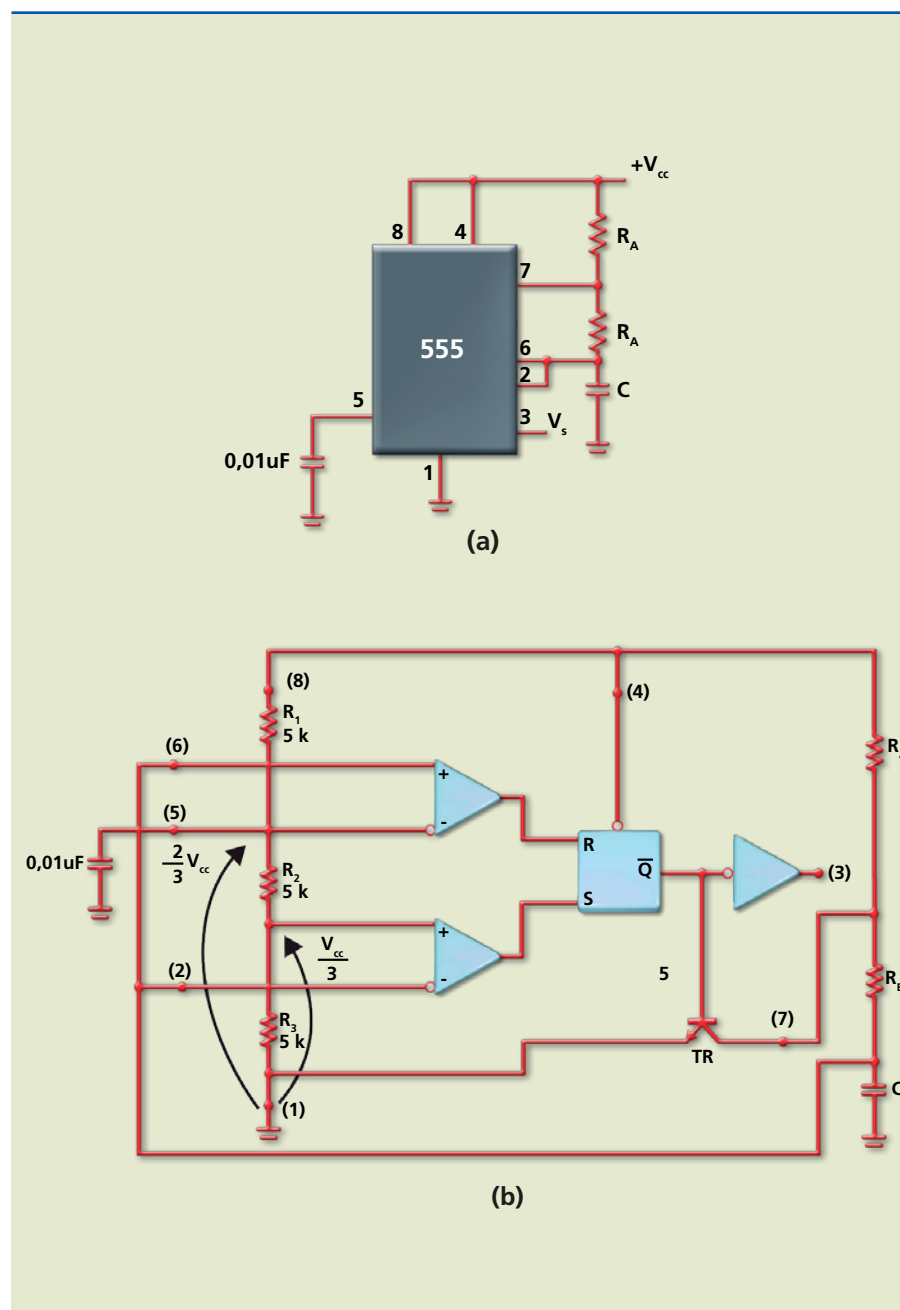 +Vcc
8 4
RA
7
555
RA
6
2
C
5
3 Vs
0,01uF
1
(a)
(8)
(4)
R1
5 k
(6)
+
(5)
-
R
0,01uF
2/3 Vcc
R2
5 k
Q̅
(3)
S
+
Vcc/3
(2)
-
5
R3
5 k
(7)
TR
(1)
RB
C
(b)